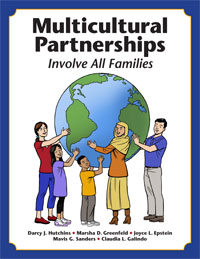 Multicultural
Partnerships
Involve All Families
Darcy J. Hutchins • Marsha D. Greenfeld • Joyce L. Epstein
Mavis G. Sanders • Claudia L. Galindo